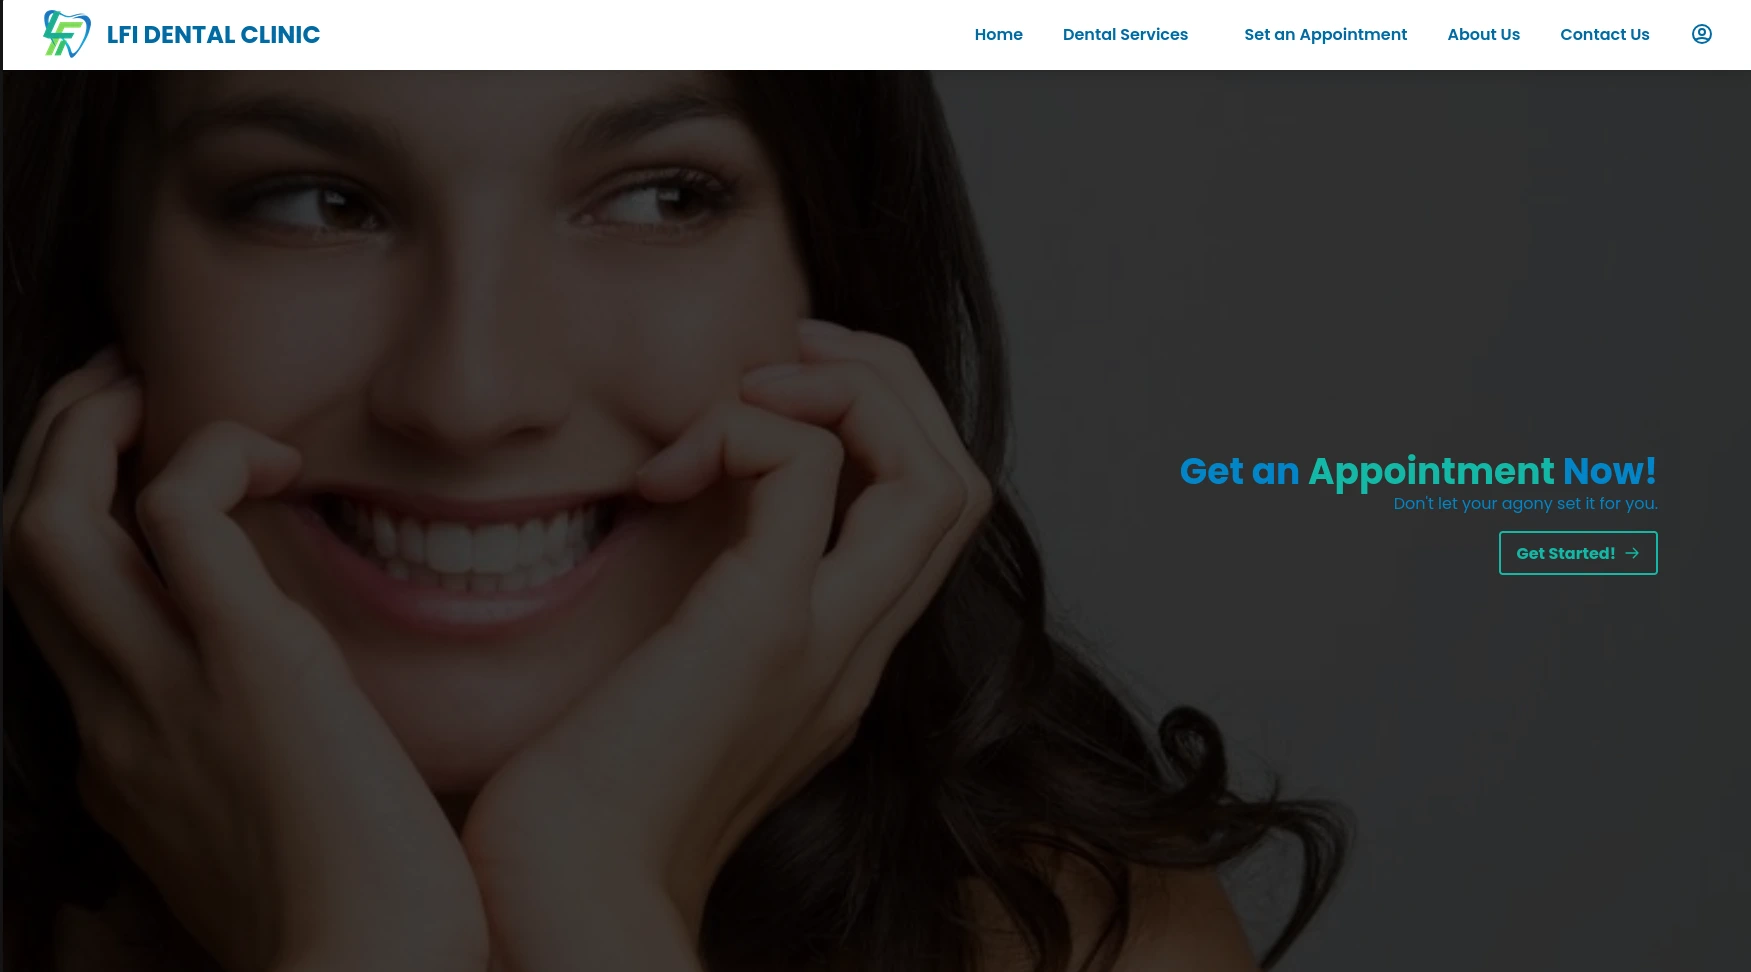 LFI DENTAL CLINIC
Home Dental Services Set an Appointment About Us Contact Us
Get an Appointment Now!
Don't let your agony set it for you.
Get Started! →